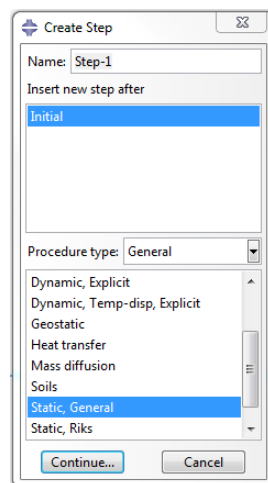 Create Step
Name: Step-1
Insert new step after
Initial
Procedure type: General
Dynamic, Explicit
Dynamic, Temp-disp, Explicit
Geostatic
Heat transfer
Mass diffusion
Soils
Static, General
Static, Riks
Continue... Cancel